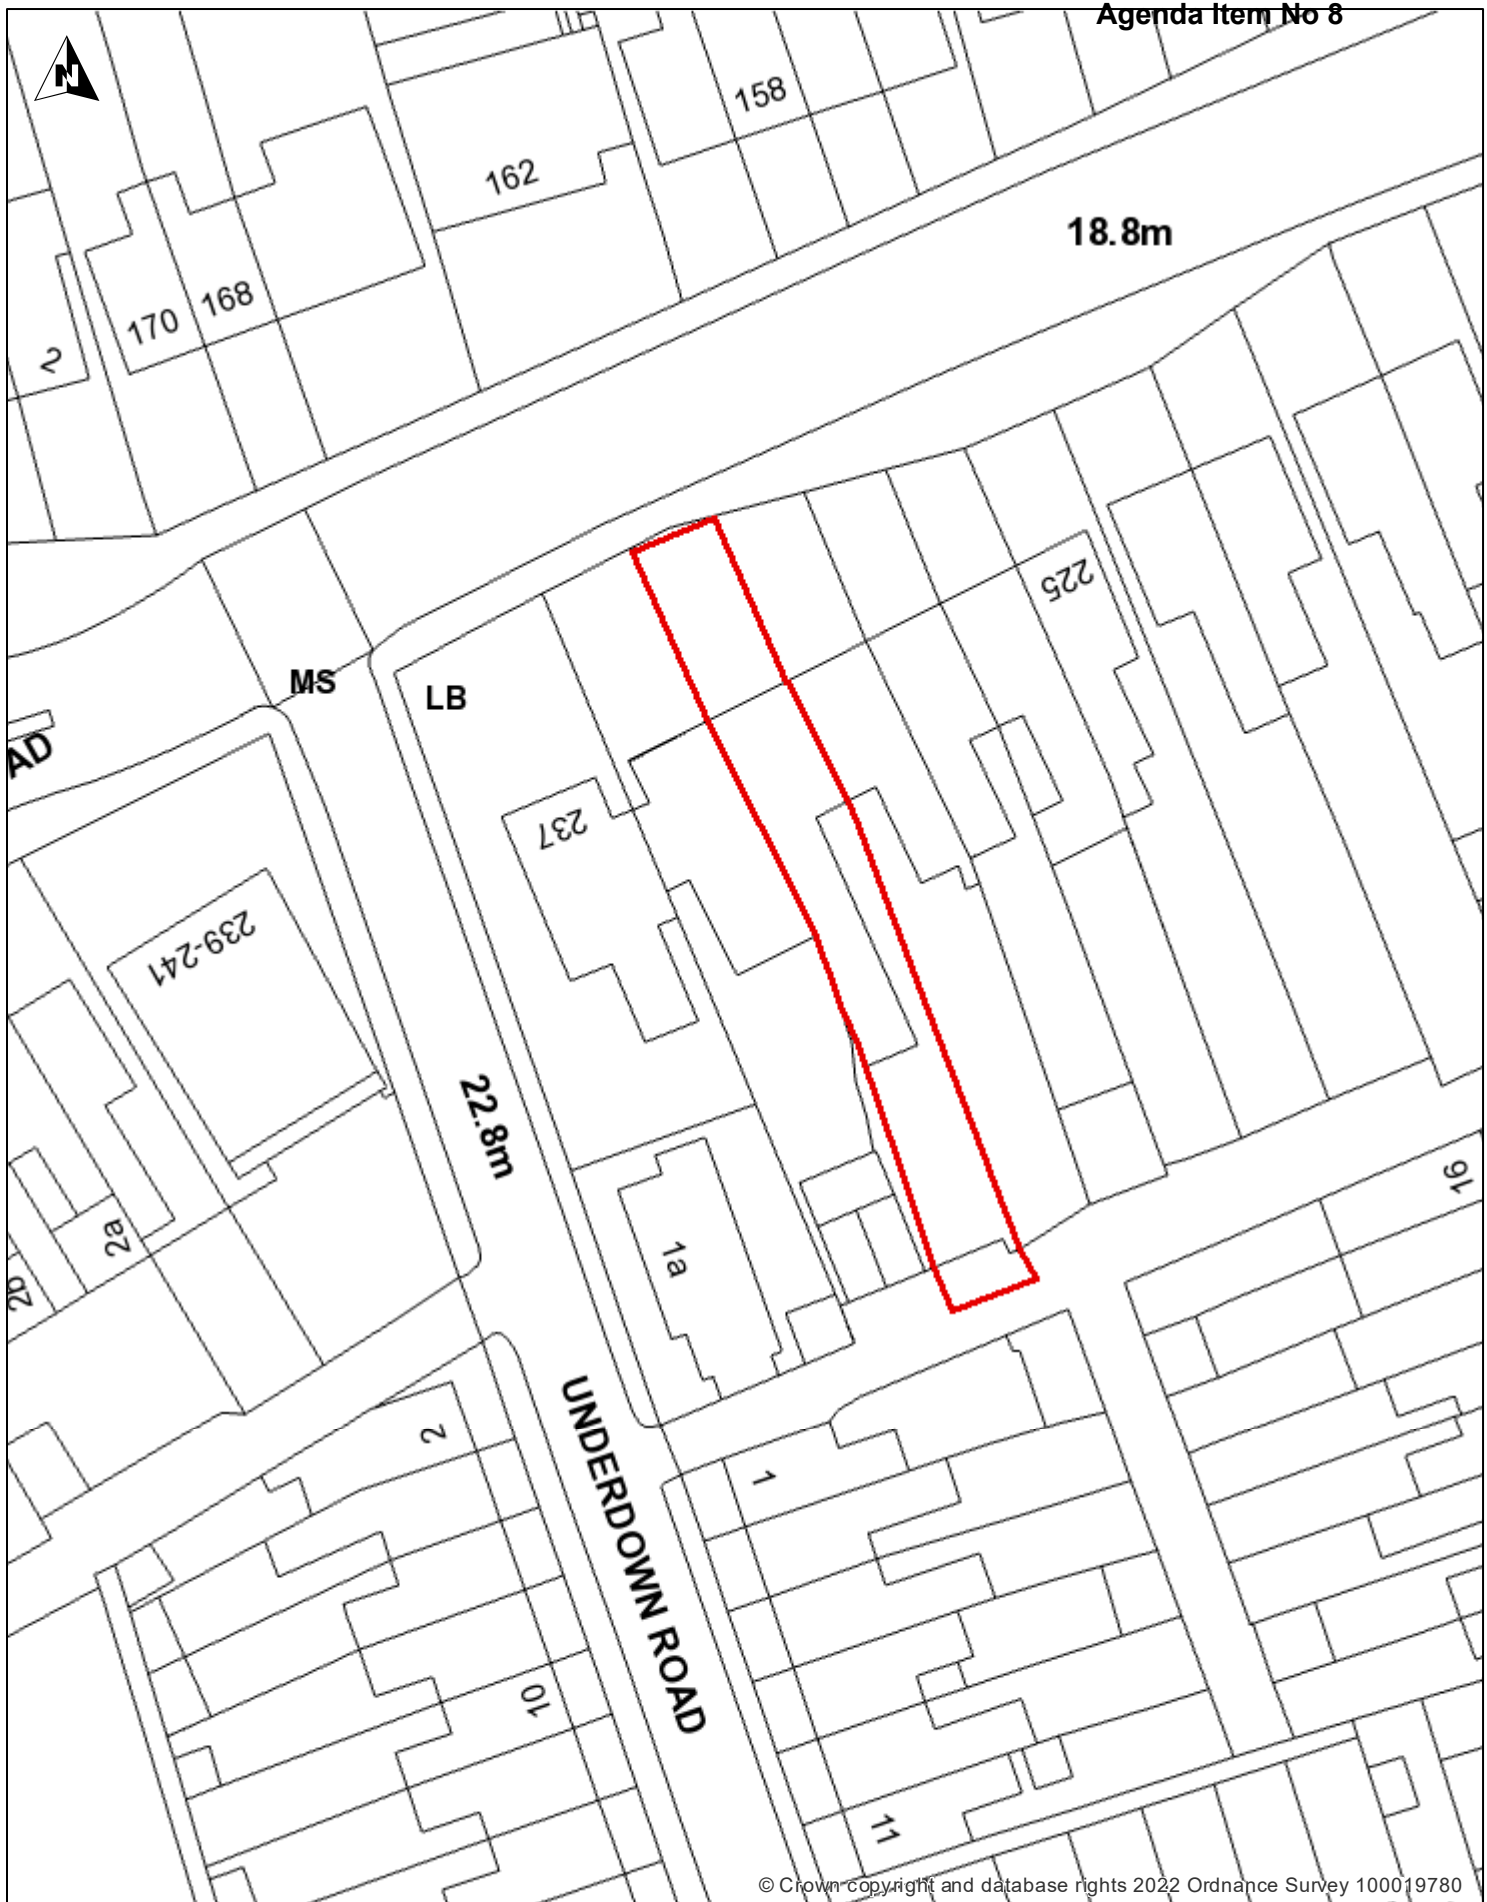 Agenda Item No 8
N
158
162
18.8m
168
170
2
225
MS
LB
AD
237
239-241
22.8m
16
2a
1a
2b
2
1
UNDERDOWN ROAD
10
11
© Crown copyright and database rights 2022 Ordnance Survey 100019780